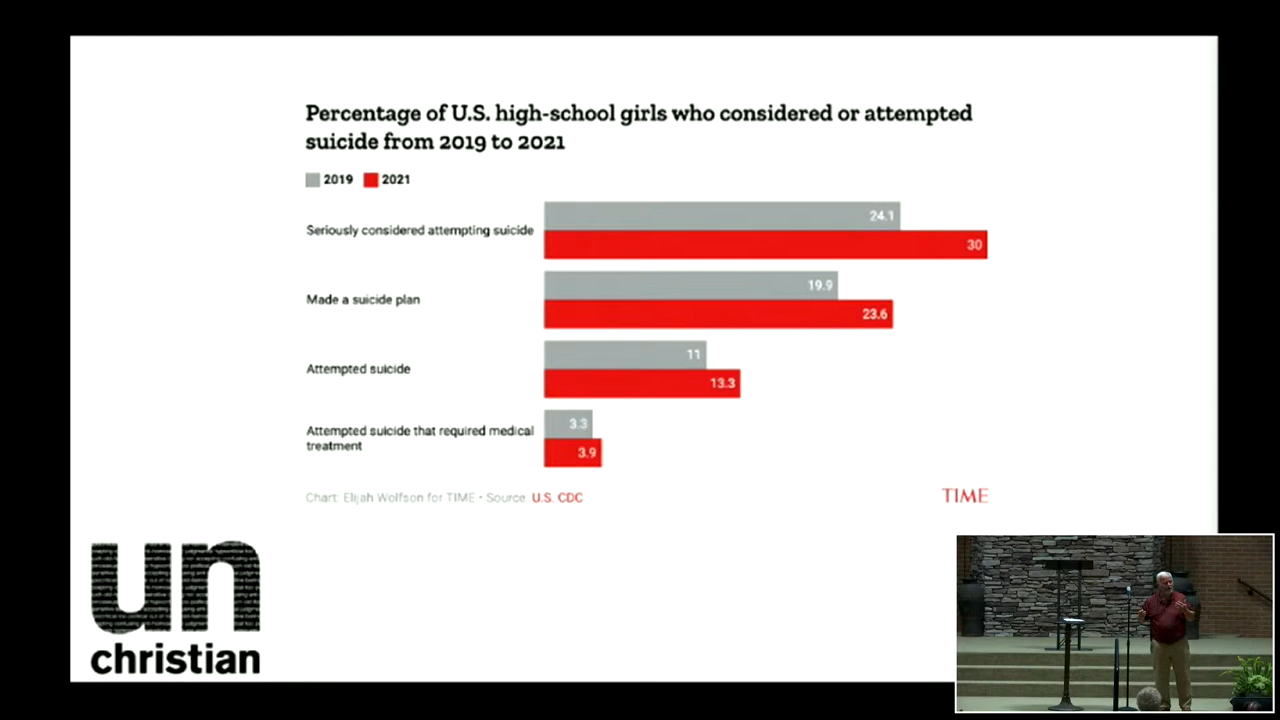 Percentage of U.S. high-school girls who considered or attempted
suicide from 2019 to 2021
2019 2021
Seriously considered attempting suicide
24.1
30
Made a suicide plan
19.9
23.6
Attempted suicide
11
13.3
Attempted suicide that required medical
treatment
3.3
3.9
Chart: Elijah Wolfson for TIME • Source U.S. CDC
TIME
un
christian